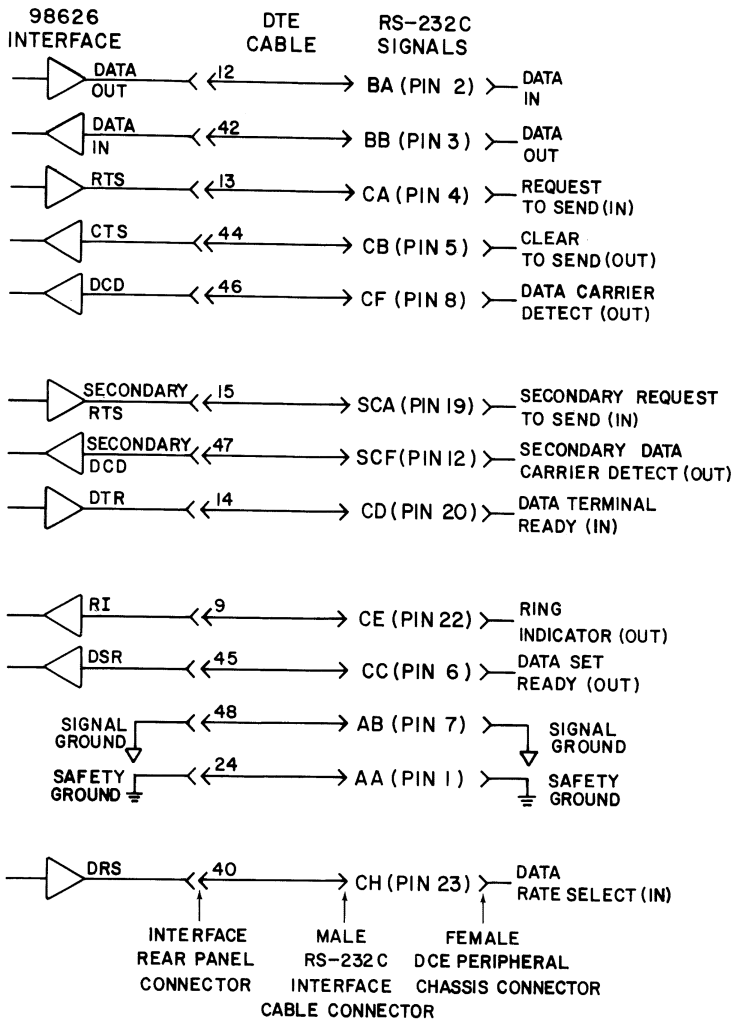 98626 INTERFACE
DTE CABLE
RS-232C SIGNALS
DATA OUT
12
BA (PIN 2)
DATA IN
DATA IN
42
BB (PIN 3)
DATA OUT
RTS
13
CA (PIN 4)
REQUEST TO SEND (IN)
CTS
44
CB (PIN 5)
CLEAR TO SEND (OUT)
DCD
46
CF (PIN 8)
DATA CARRIER DETECT (OUT)
SECONDARY RTS
15
SCA (PIN 19)
SECONDARY REQUEST TO SEND (IN)
SECONDARY DCD
47
SCF (PIN 12)
SECONDARY DATA CARRIER DETECT (OUT)
DTR
14
CD (PIN 20)
DATA TERMINAL READY (IN)
RI
9
CE (PIN 22)
RING INDICATOR (OUT)
DSR
45
CC (PIN 6)
DATA SET READY (OUT)
SIGNAL GROUND
48
AB (PIN 7)
SIGNAL GROUND
SAFETY GROUND
24
AA (PIN 1)
SAFETY GROUND
DRS
40
CH (PIN 23)
DATA RATE SELECT (IN)
INTERFACE REAR PANEL CONNECTOR
MALE RS-232C INTERFACE CABLE CONNECTOR
FEMALE DCE PERIPHERAL CHASSIS CONNECTOR